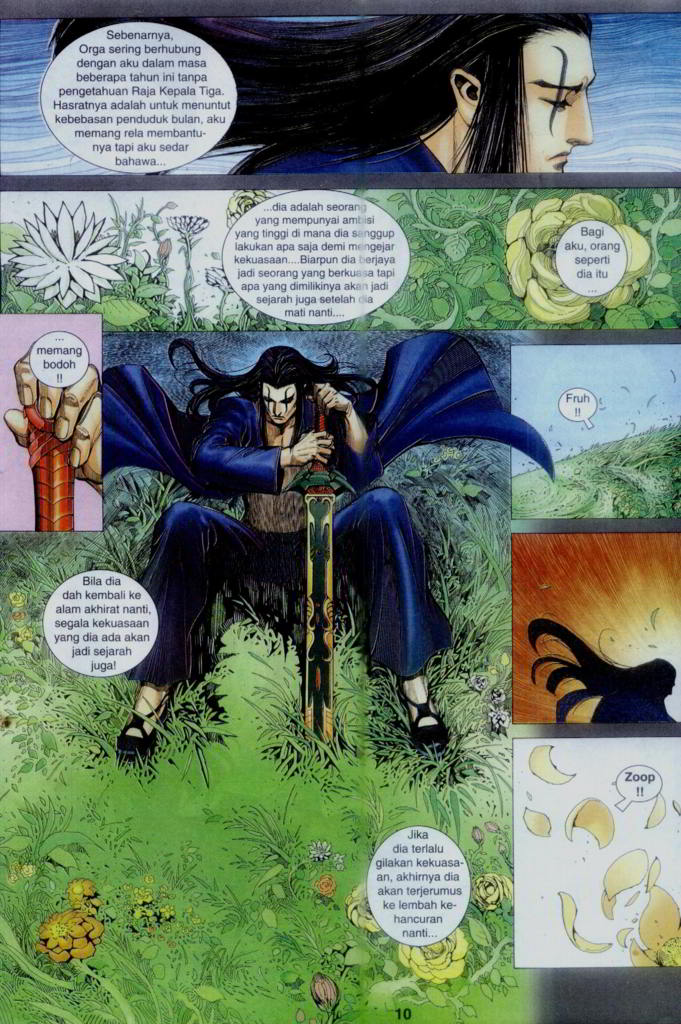 Sebenarnya,
Orga sering berhubung
dengan aku dalam masa
beberapa tahun ini tanpa
pengetahuan Raja Kepala Tiga.
Hasratnya adalah untuk menuntut
kebebasan penduduk bulan, aku
memang rela membantu-
nya tapi aku sedar
bahawa...
...dia adalah seorang
yang mempunyai ambisi
yang tinggi di mana dia sanggup
lakukan apa saja demi mengejar
kekuasaan....Biarpun dia berjaya
jadi seorang yang berkuasa tapi
apa yang dimilikinya akan jadi
sejarah juga setelah dia
mati nanti....
Bagi
aku, orang
seperti
dia itu
...
...
memang
bodoh
!!
Fruh
!!
Bila dia
dah kembali ke
alam akhirat nanti,
segala kekuasaan
yang dia ada akan
jadi sejarah
juga!
Zoop
!!
Jika
dia terlalu
gilakan kekuasa-
an, akhirnya dia
akan terjerumus
ke lembah ke-
hancuran
nanti...
10